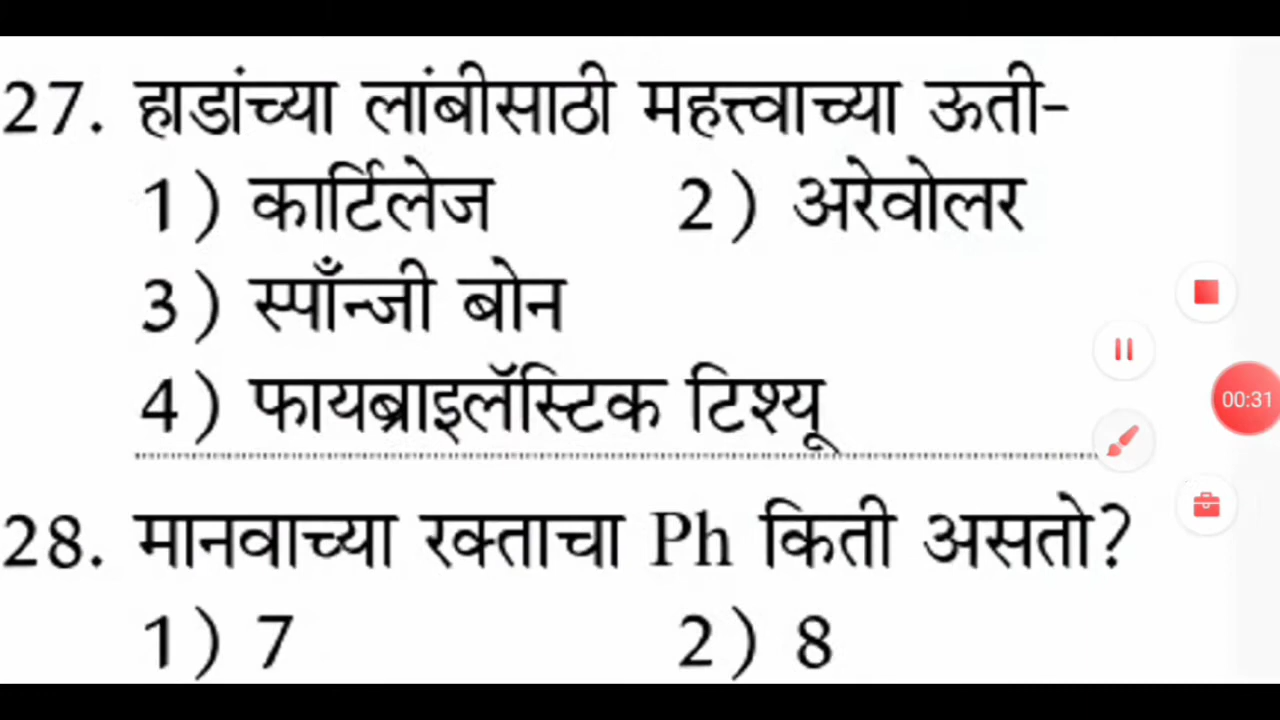 27. हाडांच्या लांबीसाठी महत्त्वाच्या ऊती-
1) कार्टिलेज 2) अरेवोलर
3) स्पाँन्जी बोन
4) फायब्राइलॅस्टिक टिश्यू
00:31
28. मानवाच्या रक्ताचा Ph किती असतो?
1) 7 2) 8